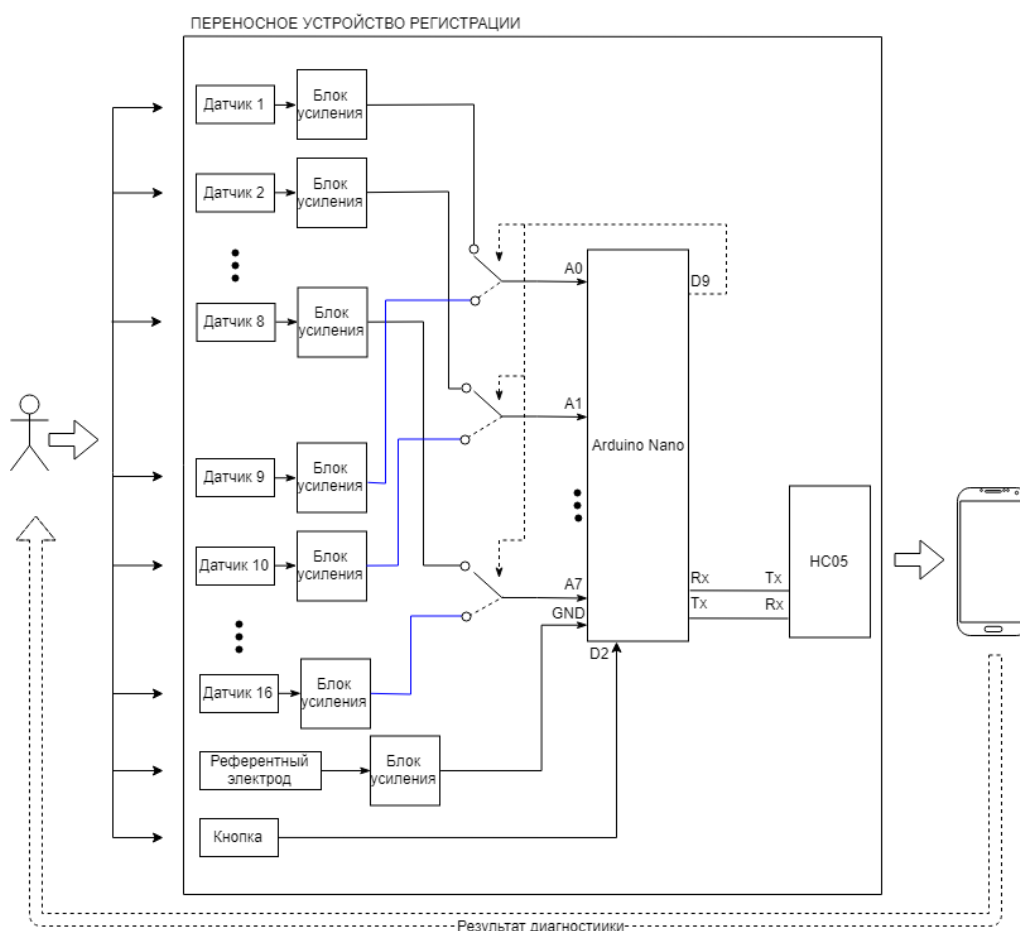 ПЕРЕНОСНОЕ УСТРОЙСТВО РЕГИСТРАЦИИ
Датчик 1
Блок
усиления
Датчик 2
Блок
усиления
Датчик 8
Блок
усиления
A0
D9
A1
Arduino Nano
Датчик 9
Блок
усиления
Датчик 10
Блок
усиления
HC05
A7
GND
D2
Rx
Tx
Tx
Rx
Датчик 16
Блок
усиления
Референтный
электрод
Блок
усиления
Кнопка
Результат диагностиики